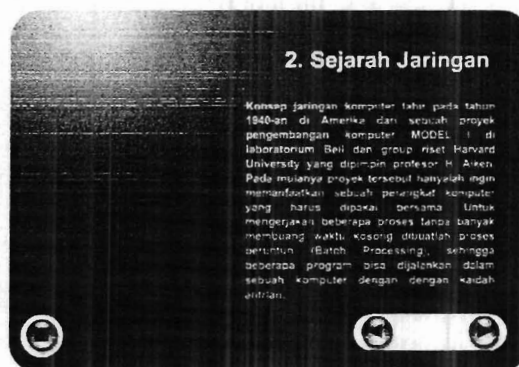 2. Sejarah Jaringan
Konsep jaringan komputer lahir pada tahun
1940-an di Amerika dari sebuah proyek
pengembangan komputer MODEL I di
laboratorium Bell dan group riset Harvard
University yang dipimpin profesor H. Aiken.
Pada mulanya proyek tersebut hanyalah ingin
memanfaatkan sebuah perangkat komputer
yang harus dipakai bersama. Untuk
mengerjakan beberapa proses tanpa banyak
membuang waktu kosong dibuatlah proses
beruntun (Batch Processing), sehingga
beberapa program bisa dijalankan dalam
sebuah komputer dengan dengan kaidah
antrian.